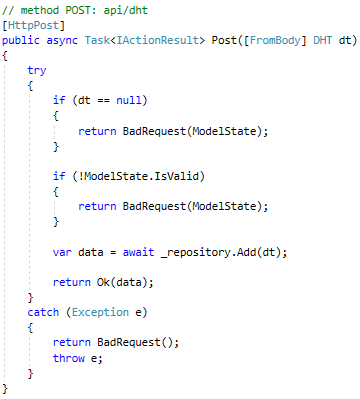 // method POST: api/dht
[HttpPost]
public async Task<IActionResult> Post([FromBody] DHT dt)
{
try
{
if (dt == null)
{
return BadRequest(ModelState);
}
if (!ModelState.IsValid)
{
return BadRequest(ModelState);
}
var data = await _repository.Add(dt);
return Ok(data);
}
catch (Exception e)
{
return BadRequest();
throw e;
}
}